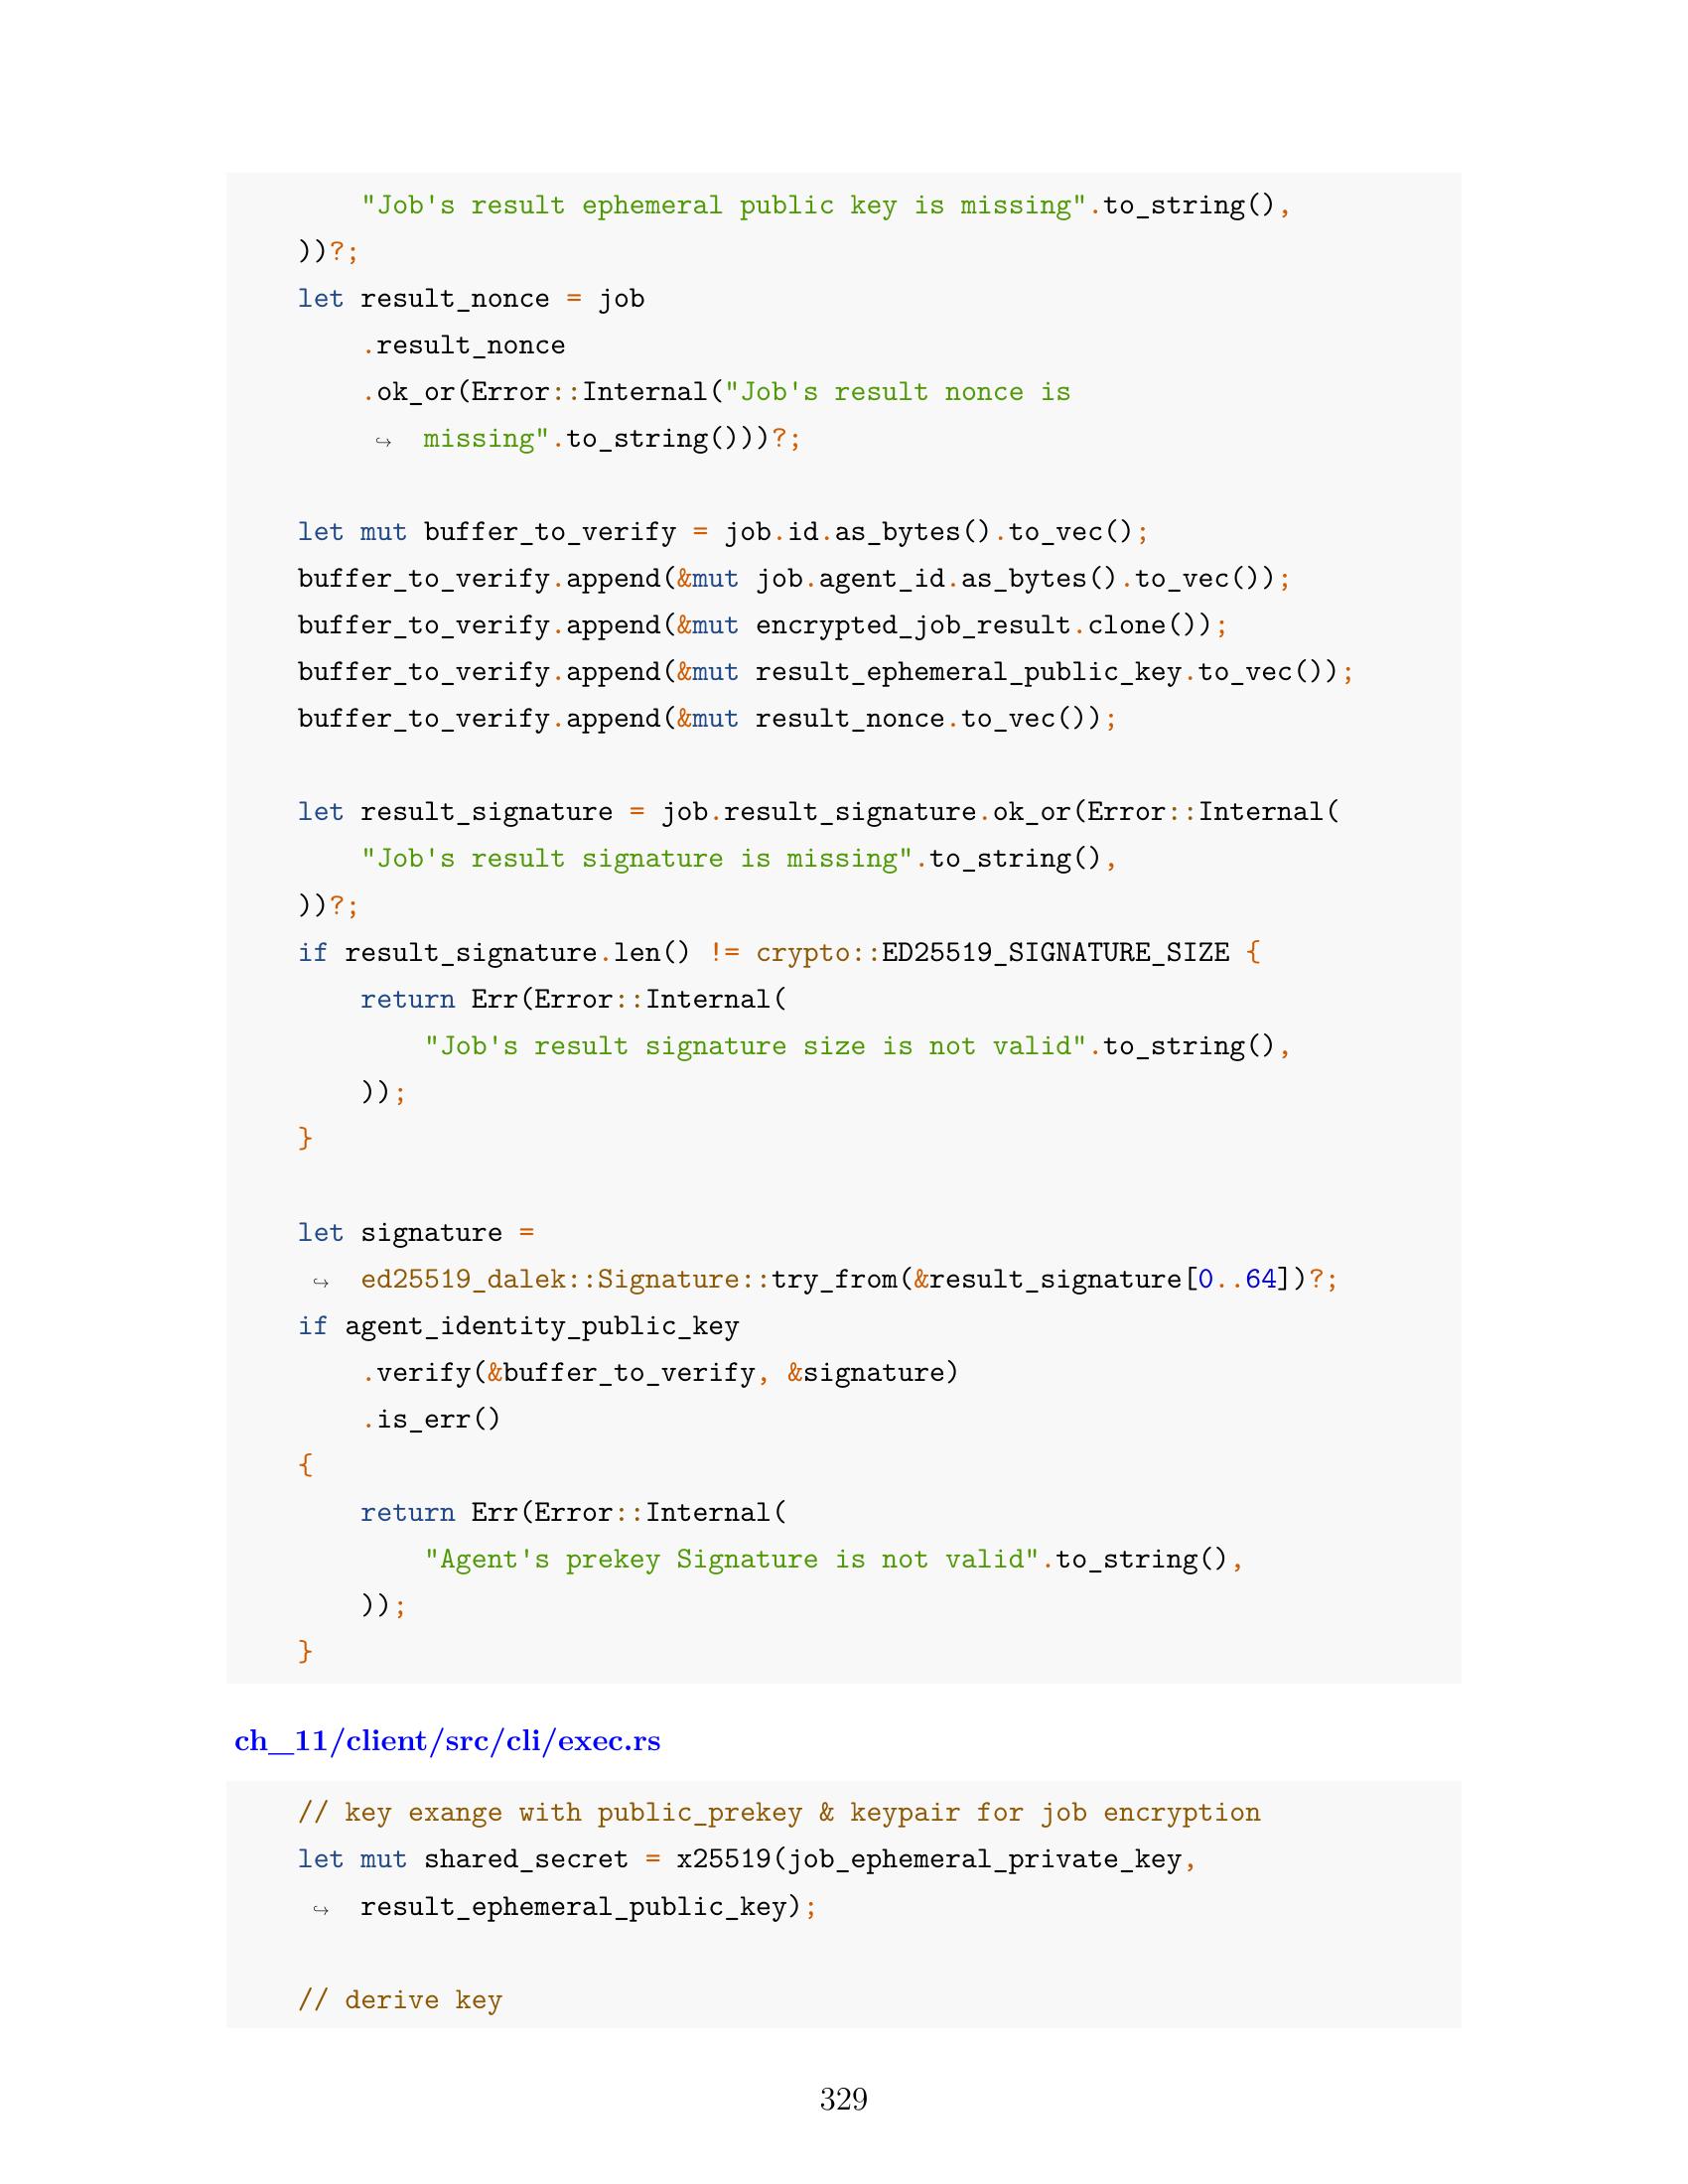 "Job's result ephemeral public key is missing".to_string(),
))?;
let result_nonce = job
.result_nonce
.ok_or(Error::Internal("Job's result nonce is
↪ missing".to_string()))?;
let mut buffer_to_verify = job.id.as_bytes().to_vec();
buffer_to_verify.append(&mut job.agent_id.as_bytes().to_vec());
buffer_to_verify.append(&mut encrypted_job_result.clone());
buffer_to_verify.append(&mut result_ephemeral_public_key.to_vec());
buffer_to_verify.append(&mut result_nonce.to_vec());
let result_signature = job.result_signature.ok_or(Error::Internal(
"Job's result signature is missing".to_string(),
))?;
if result_signature.len() != crypto::ED25519_SIGNATURE_SIZE {
return Err(Error::Internal(
"Job's result signature size is not valid".to_string(),
));
}
let signature =
↪ ed25519_dalek::Signature::try_from(&result_signature[0..64])?;
if agent_identity_public_key
.verify(&buffer_to_verify, &signature)
.is_err()
{
return Err(Error::Internal(
"Agent's prekey Signature is not valid".to_string(),
));
}
ch_11/client/src/cli/exec.rs
// key exange with public_prekey & keypair for job encryption
let mut shared_secret = x25519(job_ephemeral_private_key,
↪ result_ephemeral_public_key);
// derive key
329